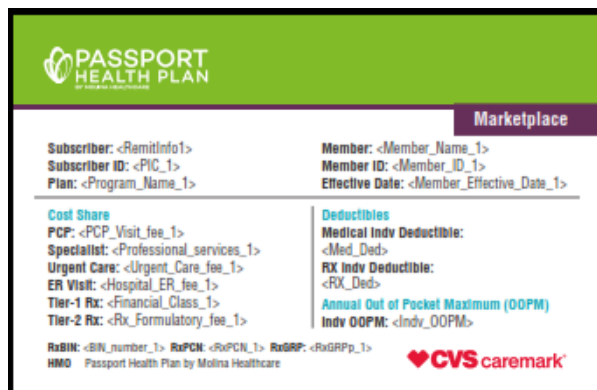 PASSPORT
HEALTH PLAN
BY MOLINA HEALTHCARE
Marketplace
Subscriber: <RemitInfo1>
Subscriber ID: <PIC_1>
Plan: <Program_Name_1>
Member: <Member_Name_1>
Member ID: <Member_ID_1>
Effective Date: <Member_Effective_Date_1>
Cost Share
PCP: <PCP_Visit_fee_1>
Specialist: <Professional_services_1>
Urgent Care: <Urgent_Care_fee_1>
ER Visit: <Hospital_ER_fee_1>
Tier-1 Rx: <Financial_Class_1>
Tier-2 Rx: <Rx_Formulatory_fee_1>
Deductibles
Medical Indv Deductible:
<Med_Ded>
RX Indv Deductible:
<RX_Ded>
Annual Out of Pocket Maximum (OOPM)
Indv OOPM: <Indv_OOPM>
RxBIN: <BIN_number_1> RxPCN: <RxPCN_1> RxGRP: <RxGRPp_1>
HMO Passport Health Plan by Molina Healthcare
CVS caremark®